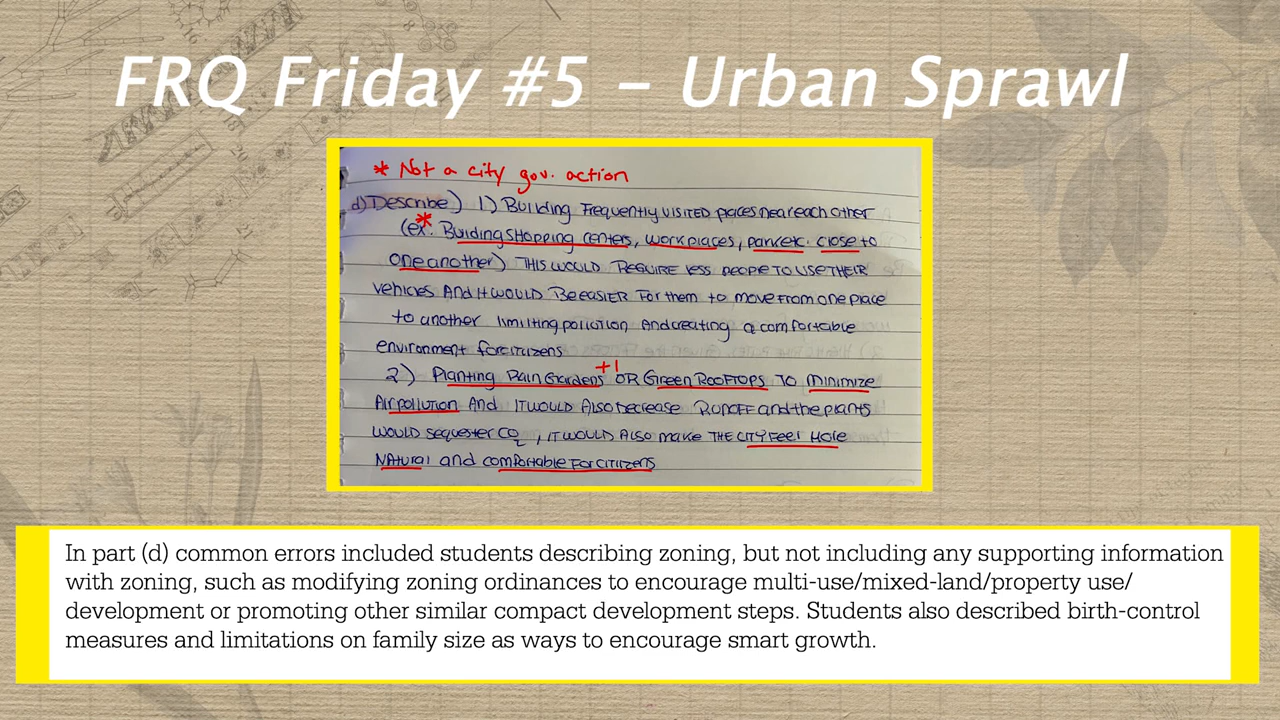 FRQ Friday #5 – Urban Sprawl
* Not a city gov. action
d) Describe) 1) Building Frequently visited places near each other
(ex. Building shopping centers, work places, park etc. close to
one another) This would require less people to use their
vehicles and it would be easier for them to move from one place
to another limiting pollution and creating a comfortable
environment for citizens
+1
2) Planting Rain Gardens or Green Rooftops to minimize
Air pollution and it would also decrease runoff and the plants
would sequester CO2, it would also make the city feel more
natural and comfortable for citizens
In part (d) common errors included students describing zoning, but not including any supporting information
with zoning, such as modifying zoning ordinances to encourage multi-use/mixed-land/property use/
development or promoting other similar compact development steps. Students also described birth-control
measures and limitations on family size as ways to encourage smart growth.